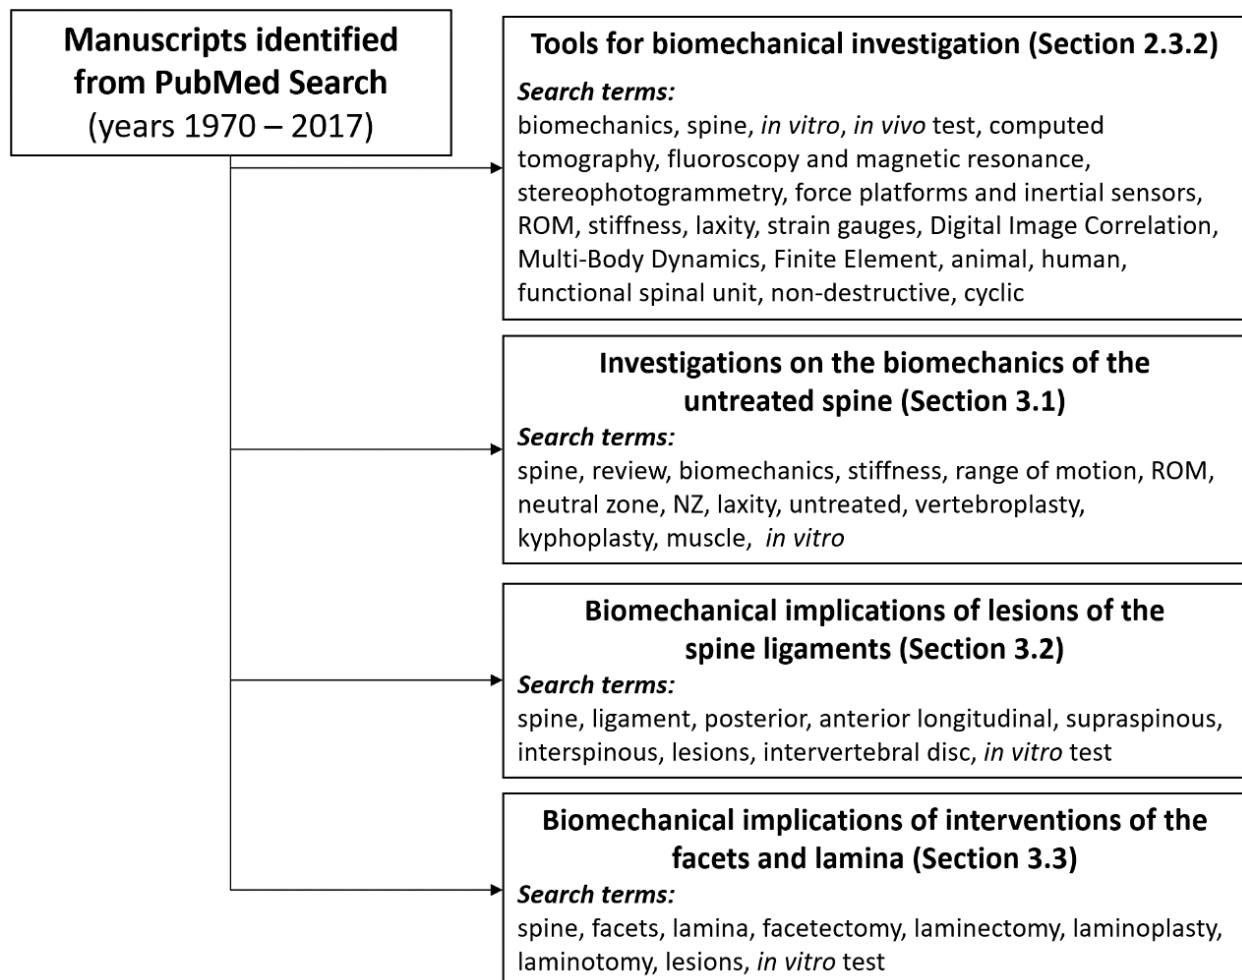 Manuscripts identified
from PubMed Search
(years 1970 – 2017)
Tools for biomechanical investigation (Section 2.3.2)
Search terms:
biomechanics, spine, in vitro, in vivo test, computed
tomography, fluoroscopy and magnetic resonance,
stereophotogrammetry, force platforms and inertial sensors,
ROM, stiffness, laxity, strain gauges, Digital Image Correlation,
Multi-Body Dynamics, Finite Element, animal, human,
functional spinal unit, non-destructive, cyclic
Investigations on the biomechanics of the
untreated spine (Section 3.1)
Search terms:
spine, review, biomechanics, stiffness, range of motion, ROM,
neutral zone, NZ, laxity, untreated, vertebroplasty,
kyphoplasty, muscle, in vitro
Biomechanical implications of lesions of the
spine ligaments (Section 3.2)
Search terms:
spine, ligament, posterior, anterior longitudinal, supraspinous,
interspinous, lesions, intervertebral disc, in vitro test
Biomechanical implications of interventions of the
facets and lamina (Section 3.3)
Search terms:
spine, facets, lamina, facetectomy, laminectomy, laminoplasty,
laminotomy, lesions, in vitro test